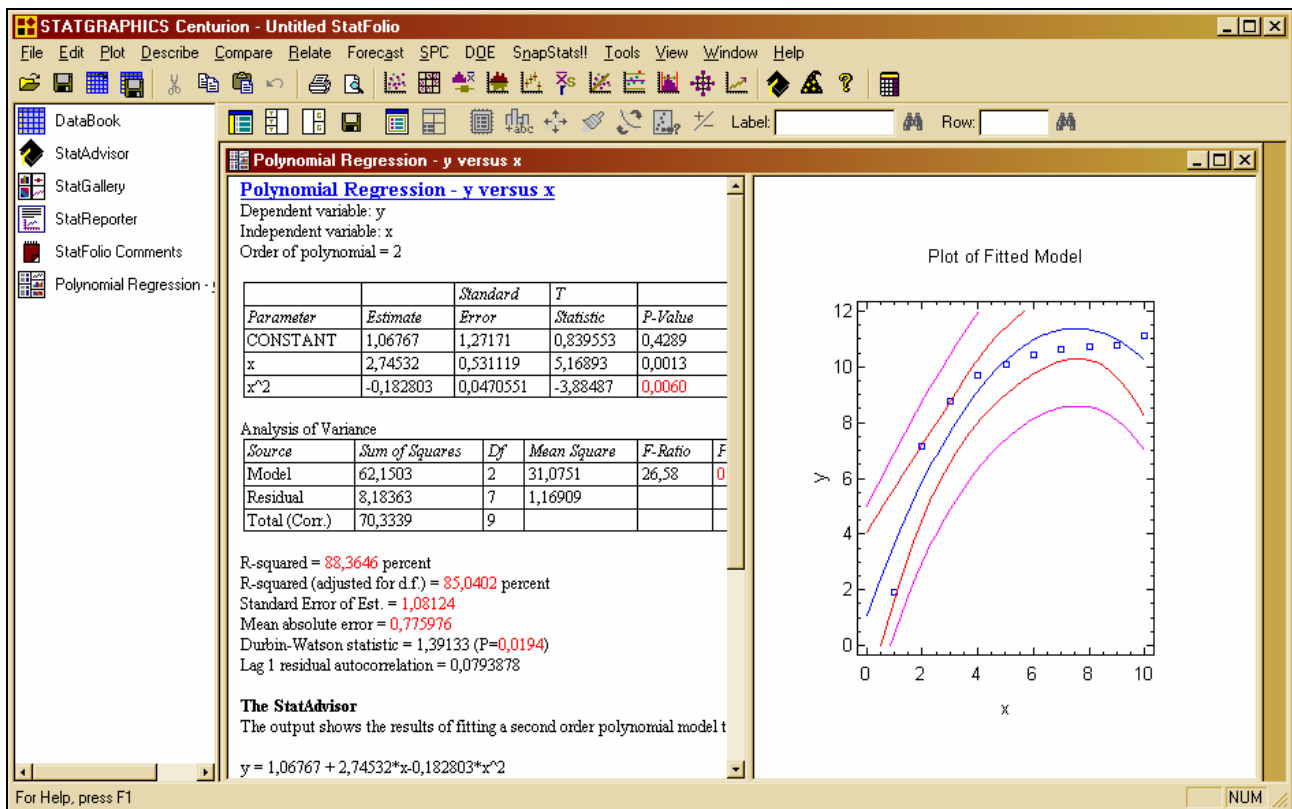 STATGRAPHICS Centurion - Untitled StatFolio
File Edit Plot Describe Compare Relate Forecast SPC DOE SnapStats!! Tools View Window Help
Label: Row:
DataBook
StatAdvisor
StatGallery
StatReporter
StatFolio Comments
Polynomial Regression -
Polynomial Regression - y versus x
Polynomial Regression - y versus x
Dependent variable: y
Independent variable: x
Order of polynomial = 2
Standard T
Parameter Estimate Error Statistic P-Value
CONSTANT 1,06767 1,27171 0,839553 0,4289
x 2,74532 0,531119 5,16893 0,0013
x^2 -0,182803 0,0470551 -3,88487 0,0060
Analysis of Variance
Source Sum of Squares Df Mean Square F-Ratio P
Model 62,1503 2 31,0751 26,58 0
Residual 8,18363 7 1,16909
Total (Corr.) 70,3339 9
R-squared = 88,3646 percent
R-squared (adjusted for d.f.) = 85,0402 percent
Standard Error of Est. = 1,08124
Mean absolute error = 0,775976
Durbin-Watson statistic = 1,39133 (P=0,0194)
Lag 1 residual autocorrelation = 0,0793878
The StatAdvisor
The output shows the results of fitting a second order polynomial model t
y = 1,06767 + 2,74532*x-0,182803*x^2
Plot of Fitted Model
12
10
8
6
4
2
0
y
0 2 4 6 8 10
x
For Help, press F1
NUM